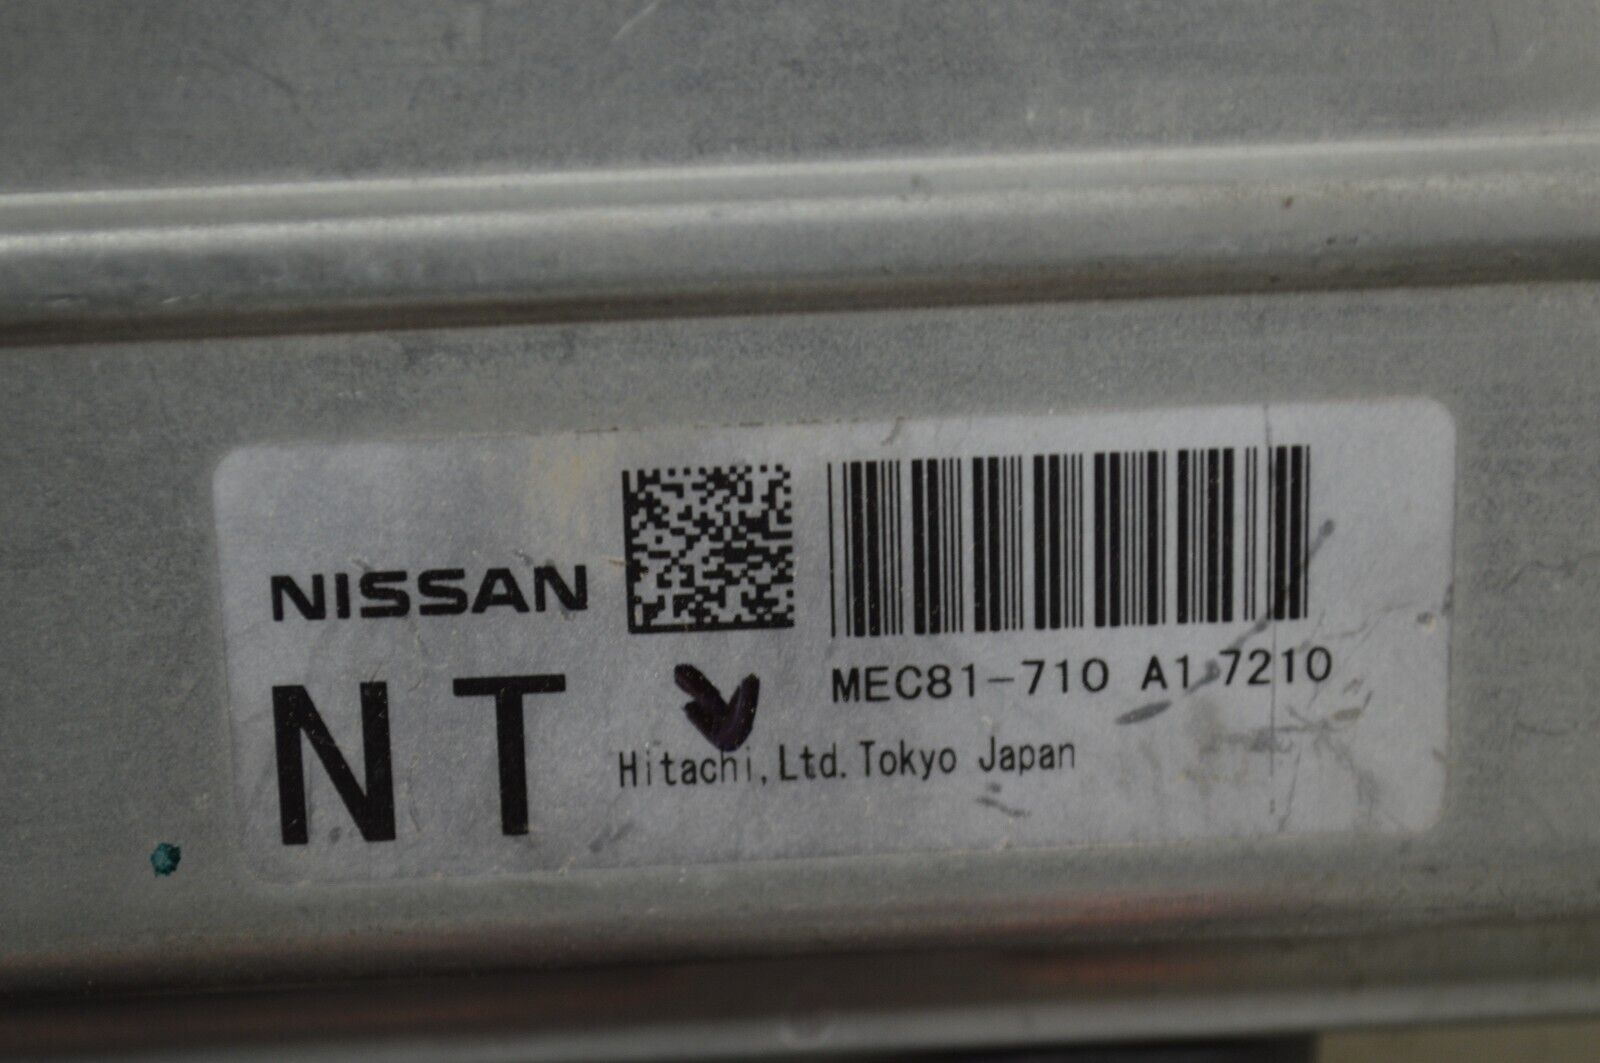 NISSAN
NT
MEC81-710 A1 7210
Hitachi, Ltd. Tokyo Japan